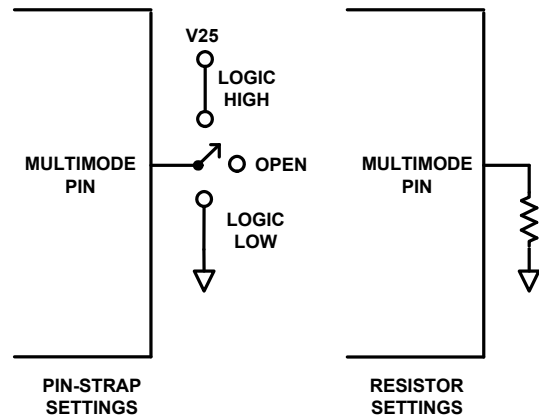 V25
LOGIC
HIGH
MULTIMODE
PIN
OPEN
LOGIC
LOW
PIN-STRAP
SETTINGS
MULTIMODE
PIN
RESISTOR
SETTINGS